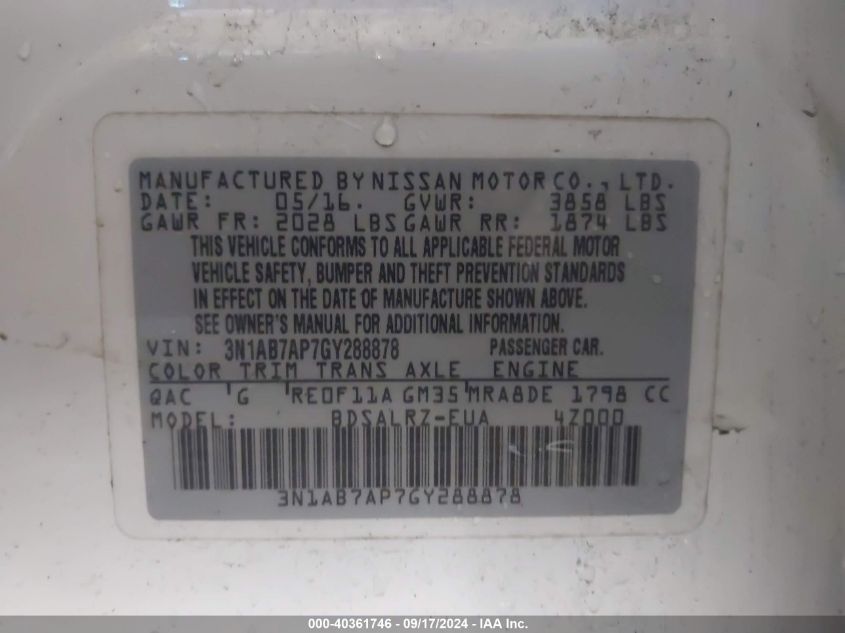 MANUFACTURED BY NISSAN MOTOR CO., LTD.
DATE: 05/16. GVWR: 3858 LBS
GAWR FR: 2028 LBS GAWR RR: 1874 LBS
THIS VEHICLE CONFORMS TO ALL APPLICABLE FEDERAL MOTOR
VEHICLE SAFETY, BUMPER AND THEFT PREVENTION STANDARDS
IN EFFECT ON THE DATE OF MANUFACTURE SHOWN ABOVE.
SEE OWNER'S MANUAL FOR ADDITIONAL INFORMATION.
VIN: 3N1AB7AP7GY288878 PASSENGER CAR.
COLOR TRIM TRANS AXLE ENGINE
QAC G RE0F11A GM35 MRA8DE 1798 CC
MODEL: BDSALRZ-EUA 4Z000
3N1AB7AP7GY288878
000-40361746 - 09/17/2024 - IAA Inc.